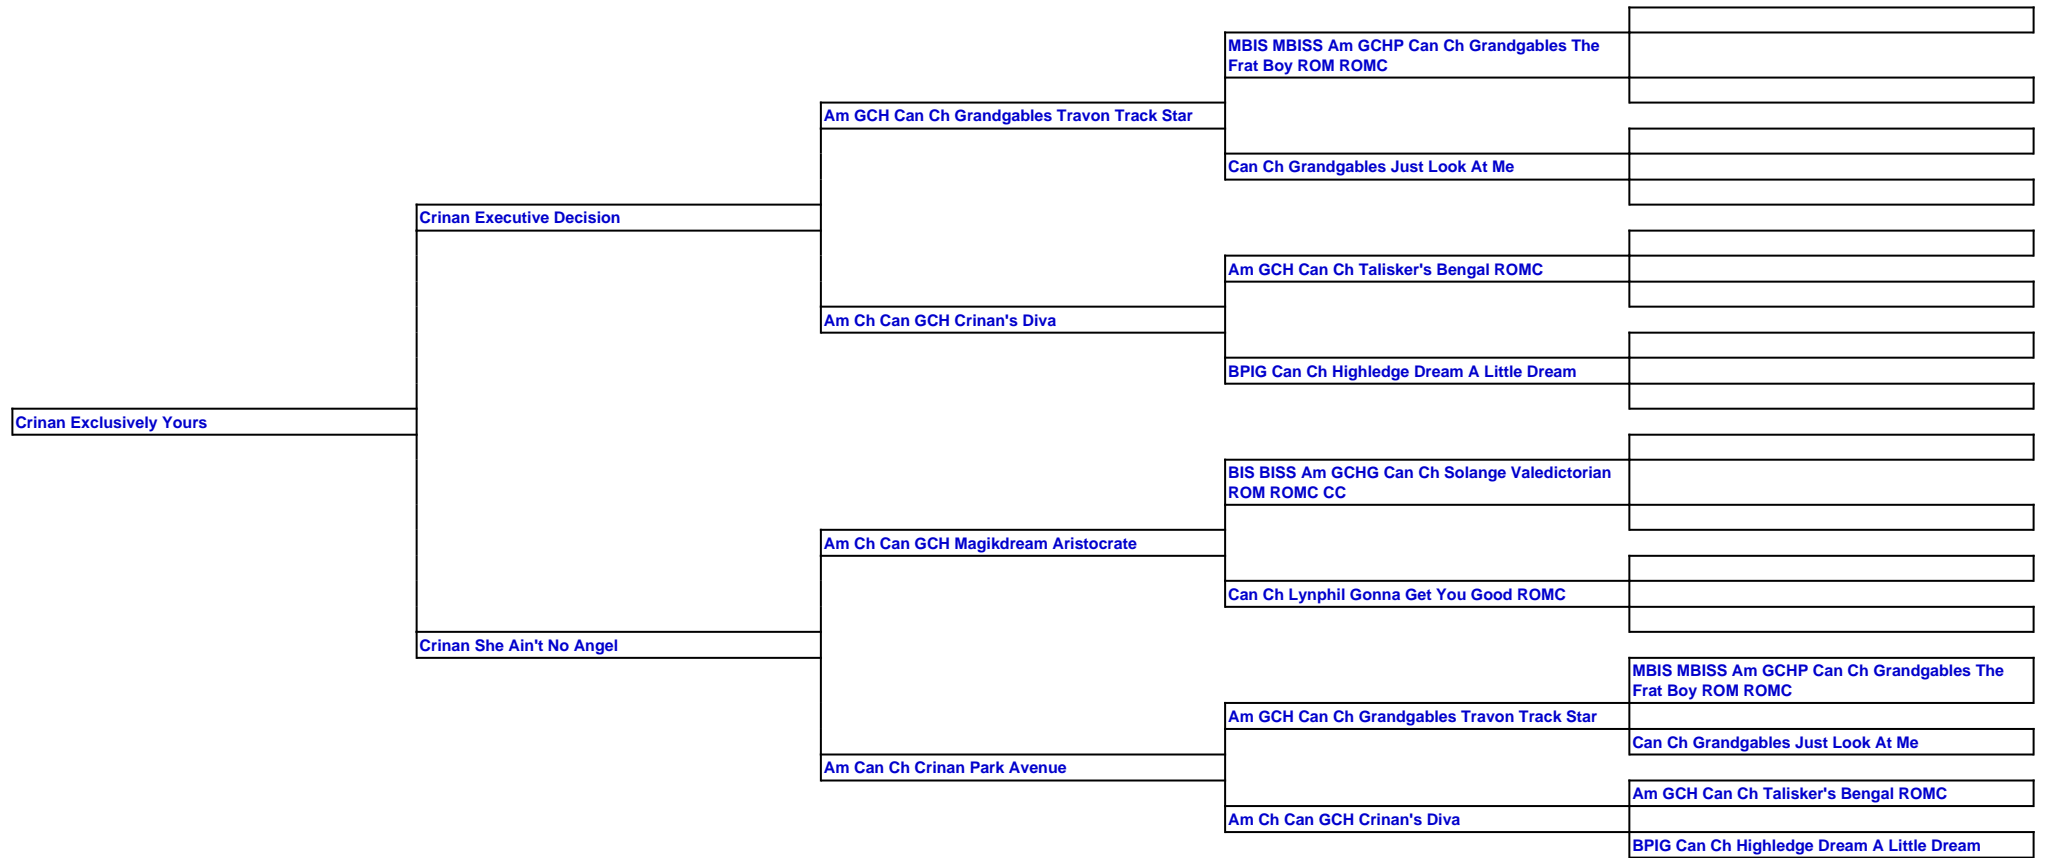 MBIS MBISS Am GCHP Can Ch Grandgables The
Frat Boy ROM ROMC
Am GCH Can Ch Grandgables Travon Track Star
Can Ch Grandgables Just Look At Me
Crinan Executive Decision
Am GCH Can Ch Talisker's Bengal ROMC
Am Ch Can GCH Crinan's Diva
BPIG Can Ch Highledge Dream A Little Dream
Crinan Exclusively Yours
BIS BISS Am GCHG Can Ch Solange Valedictorian
ROM ROMC CC
Am Ch Can GCH Magikdream Aristocrate
Can Ch Lynphil Gonna Get You Good ROMC
Crinan She Ain't No Angel
MBIS MBISS Am GCHP Can Ch Grandgables The
Frat Boy ROM ROMC
Am GCH Can Ch Grandgables Travon Track Star
Can Ch Grandgables Just Look At Me
Am Can Ch Crinan Park Avenue
Am GCH Can Ch Talisker's Bengal ROMC
Am Ch Can GCH Crinan's Diva
BPIG Can Ch Highledge Dream A Little Dream